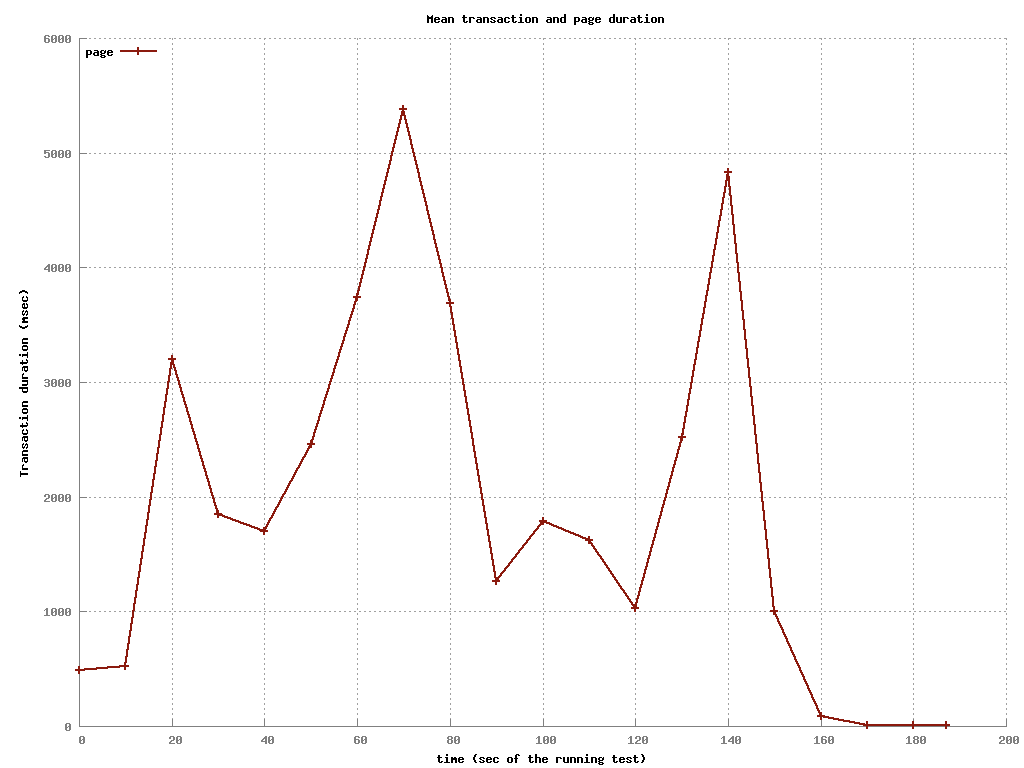 Mean transaction and page duration
page
6000
5000
4000
3000
2000
1000
0
Transaction duration (msec)
0 20 40 60 80 100 120 140 160 180 200
time (sec of the running test)